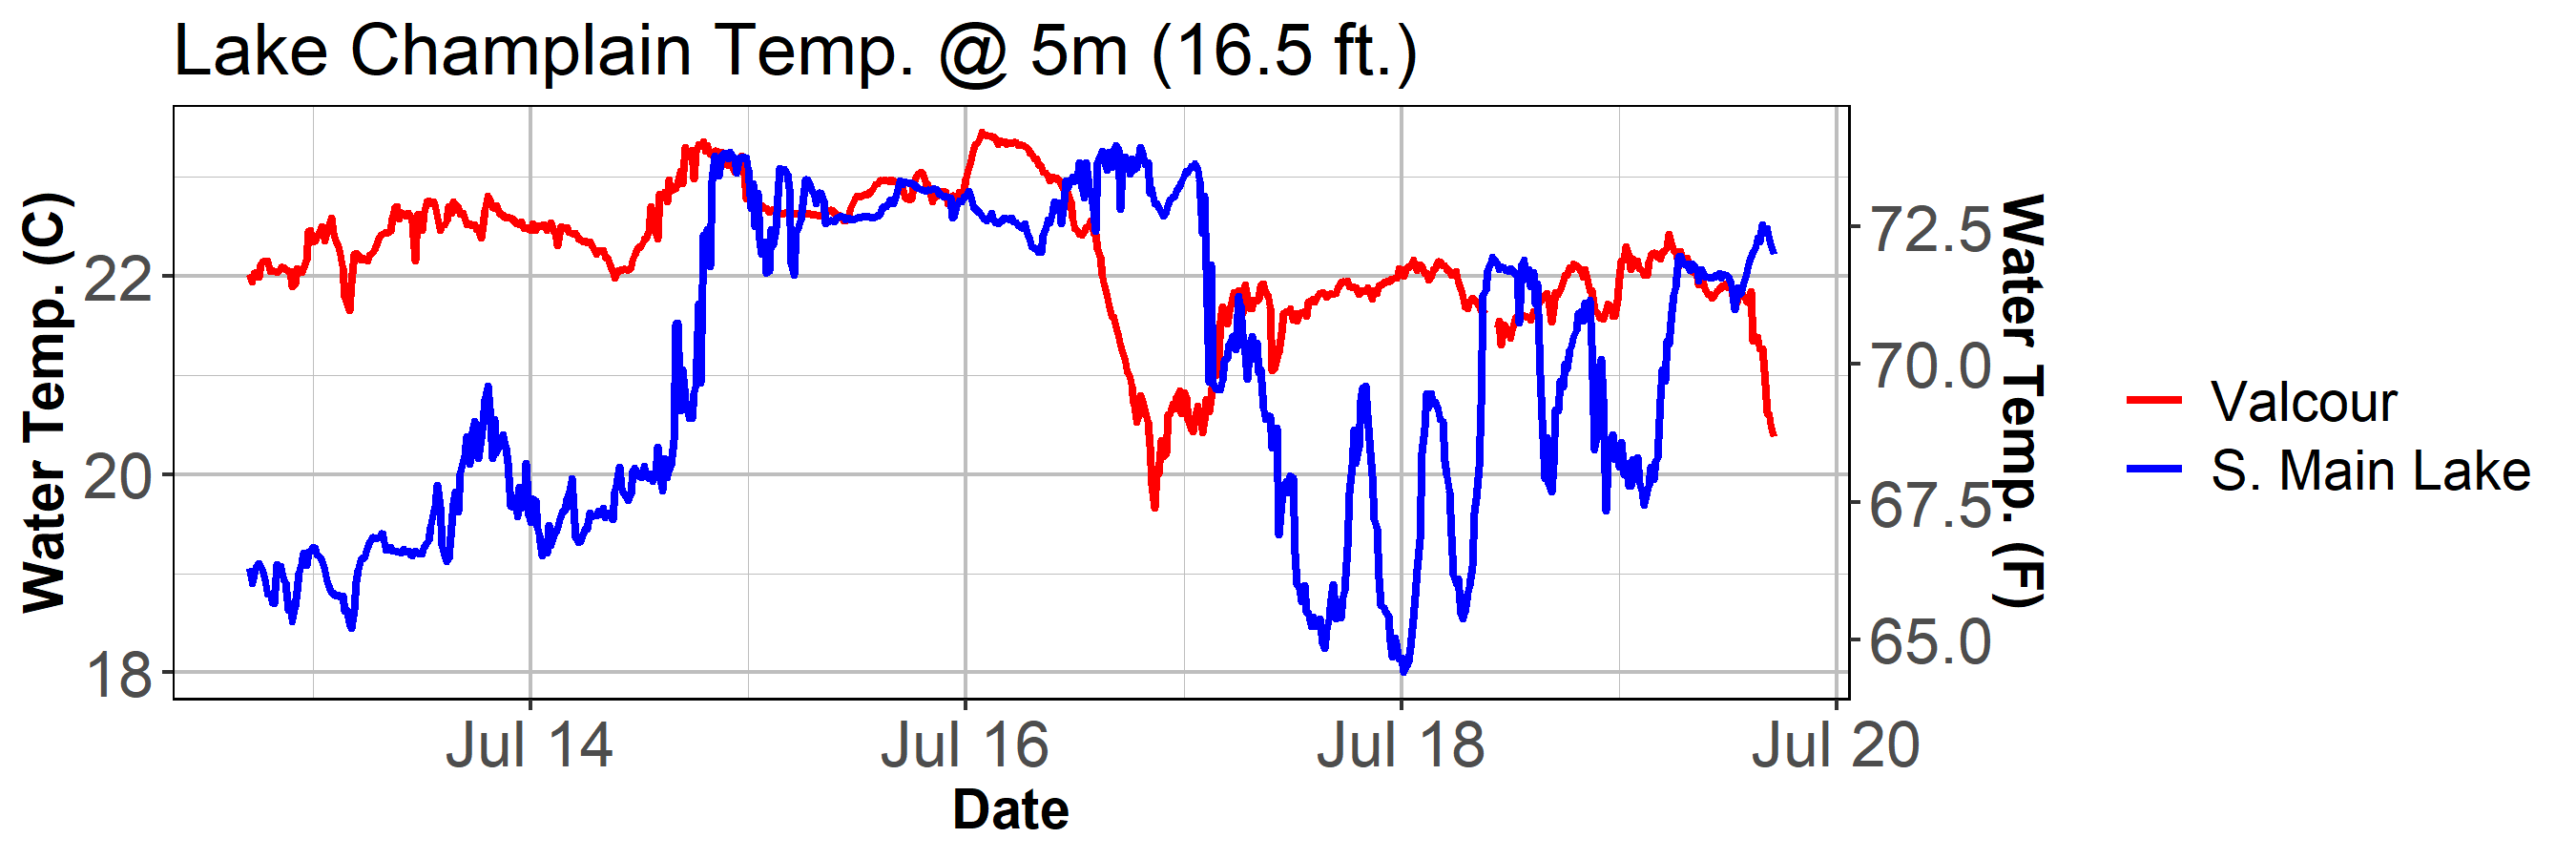 Lake Champlain Temp. @ 5m (16.5 ft.)
Water Temp. (C)
22
20
18
72.5
70.0
67.5
65.0
Water Temp. (F)
Valcour
S. Main Lake
Jul 14
Jul 16
Jul 18
Jul 20
Date